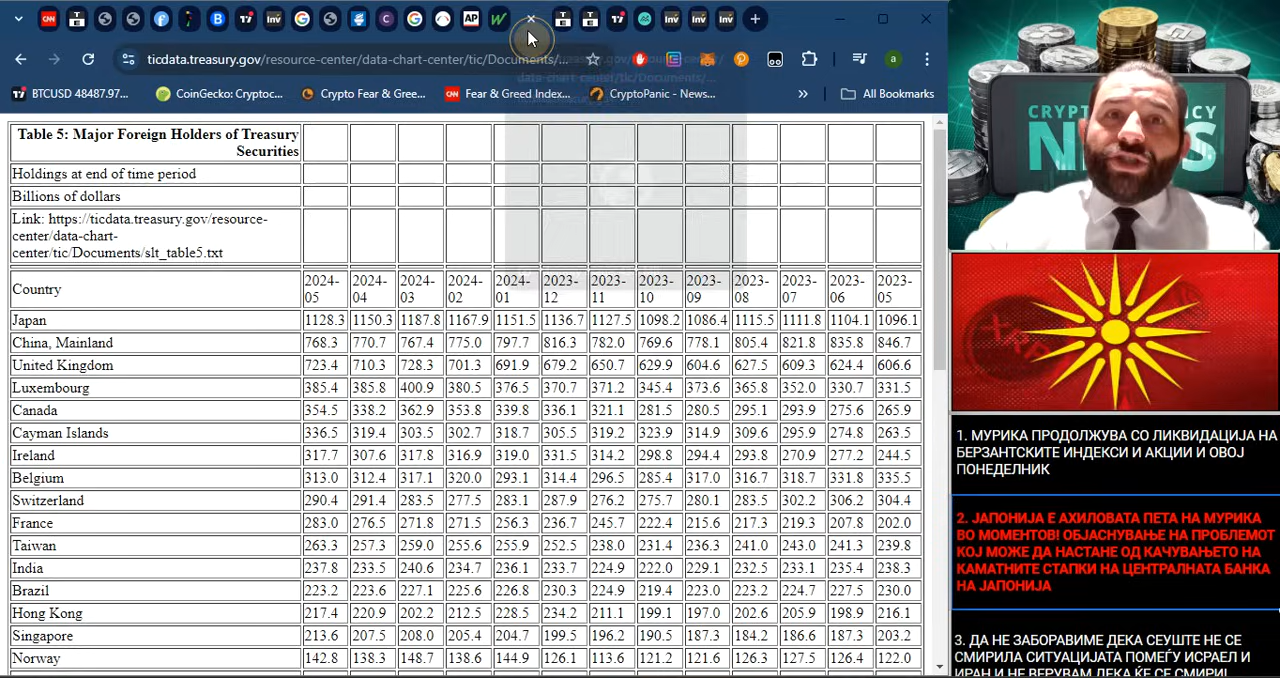 ticdata.treasury.gov/resource-center/data-chart-center/tic/Documents/...
BTCUSD 48487.97... CoinGecko: Cryptoc... Crypto Fear & Gree... Fear & Greed Index,... CryptoPanic - News... » All Bookmarks
Table 5: Major Foreign Holders of Treasury
Securities
Holdings at end of time period
Billions of dollars
Link: https://ticdata.treasury.gov/resource-
center/data-chart-
center/tic/Documents/slt_table5.txt
Country 2024-05 2024-04 2024-03 2024-02 2024-01 2023-12 2023-11 2023-10 2023-09 2023-08 2023-07 2023-06 2023-05
Japan 1128.3 1150.3 1187.8 1167.9 1151.5 1136.7 1127.5 1098.2 1086.4 1115.5 1111.8 1104.1 1096.1
China, Mainland 768.3 770.7 767.4 775.0 797.7 816.3 782.0 769.6 778.1 805.4 821.8 835.8 846.7
United Kingdom 723.4 710.3 728.3 701.3 691.9 679.2 650.7 629.9 604.6 627.5 609.3 624.4 606.6
Luxembourg 385.4 385.8 400.9 380.5 376.5 370.7 371.2 345.4 373.6 365.8 352.0 330.7 331.5
Canada 354.5 338.2 362.9 353.8 339.8 336.1 321.1 281.5 280.5 295.1 293.9 275.6 265.9
Cayman Islands 336.5 319.4 303.5 302.7 318.7 305.5 319.2 323.9 314.9 309.6 295.9 274.8 263.5
Ireland 317.7 307.6 317.8 316.9 319.0 331.5 314.2 298.8 294.4 293.8 270.9 277.2 244.5
Belgium 313.0 312.4 317.1 320.0 293.1 314.4 296.5 285.4 317.0 316.7 318.7 331.8 335.5
Switzerland 290.4 291.4 283.5 277.5 283.1 287.9 276.2 275.7 280.1 283.5 302.2 306.2 304.4
France 283.0 276.5 271.8 271.5 256.3 236.7 245.7 222.4 215.6 217.3 219.3 207.8 202.0
Taiwan 263.3 257.3 259.0 255.6 255.9 252.5 238.0 231.4 236.3 241.0 243.0 241.3 239.8
India 237.8 233.5 240.6 234.7 236.1 233.7 224.9 222.0 229.1 232.5 233.1 235.4 238.3
Brazil 223.2 223.6 227.1 225.6 226.8 230.3 224.9 219.4 223.0 223.2 224.7 227.5 230.0
Hong Kong 217.4 220.9 202.2 212.5 228.5 234.2 211.1 199.1 197.0 202.6 205.9 198.9 216.1
Singapore 213.6 207.5 208.0 205.4 204.7 199.5 196.2 190.5 187.3 184.2 186.6 187.3 203.2
Norway 142.8 138.3 148.7 138.6 144.9 126.1 113.6 121.2 121.6 126.3 127.5 126.4 122.0
1. МУРИКА ПРОДОЛЖУВА СО ЛИКВИДАЦИЈА НА
БЕРЗАНТСКИТЕ ИНДЕКСИ И АКЦИИ И ОВОЈ
ПОНЕДЕЛНИК
2. ЈАПОНИЈА Е АХИЛОВАТА ПЕТА НА МУРИКА
ВО МОМЕНТОВ! ОБЈАСНУВАЊЕ НА ПРОБЛЕМОТ
КОЈ МОЖЕ ДА НАСТАНЕ ОД КАЧУВАЊЕТО НА
КАМАТНИТЕ СТАПКИ НА ЦЕНТРАЛНАТА БАНКА
НА ЈАПОНИЈА
3. ДА НЕ ЗАБОРАВИМЕ ДЕКА СЕУШТЕ НЕ СЕ
СМИРИЛА СИТУАЦИЈАТА ПОМЕЃУ ИСРАЕЛ И
ИРАН И НЕ ВЕРУВАМ ДЕКА ЌЕ СЕ СМИРИ!